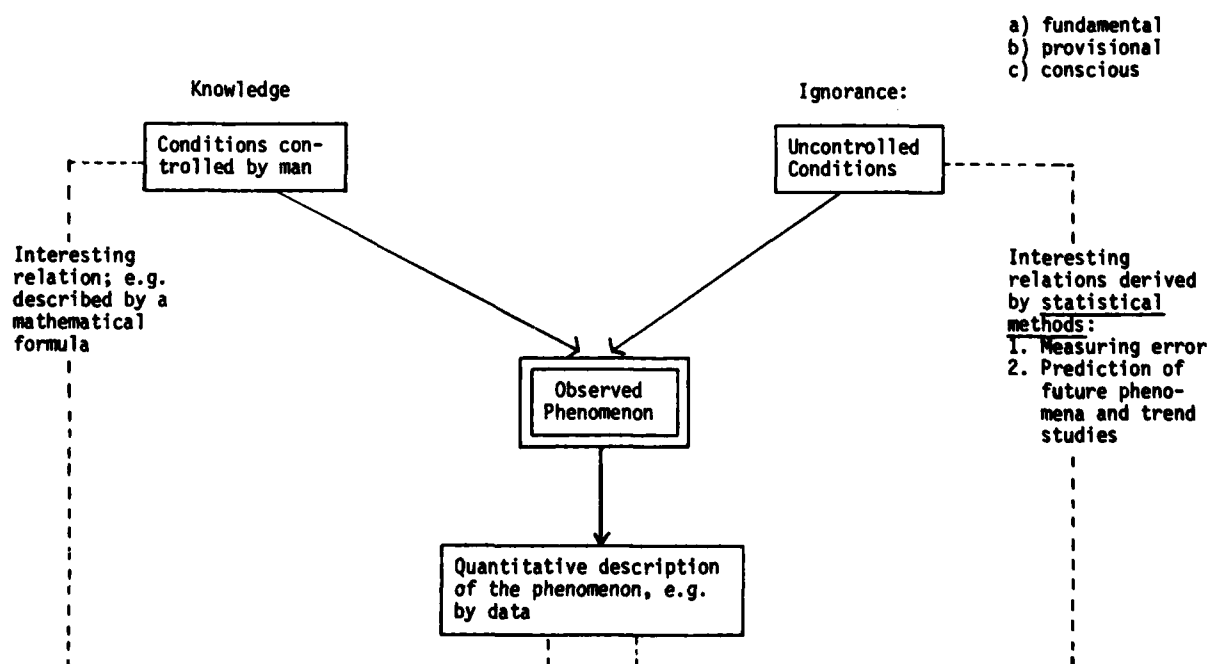 a) fundamental
b) provisional
c) conscious
Knowledge
Ignorance:
Conditions con-
trolled by man
Uncontrolled
Conditions
Interesting
relation; e.g.
described by a
mathematical
formula
Interesting
relations derived
by statistical
methods:
1. Measuring error
2. Prediction of
future pheno-
mena and trend
studies
Observed
Phenomenon
Quantitative description
of the phenomenon, e.g.
by data